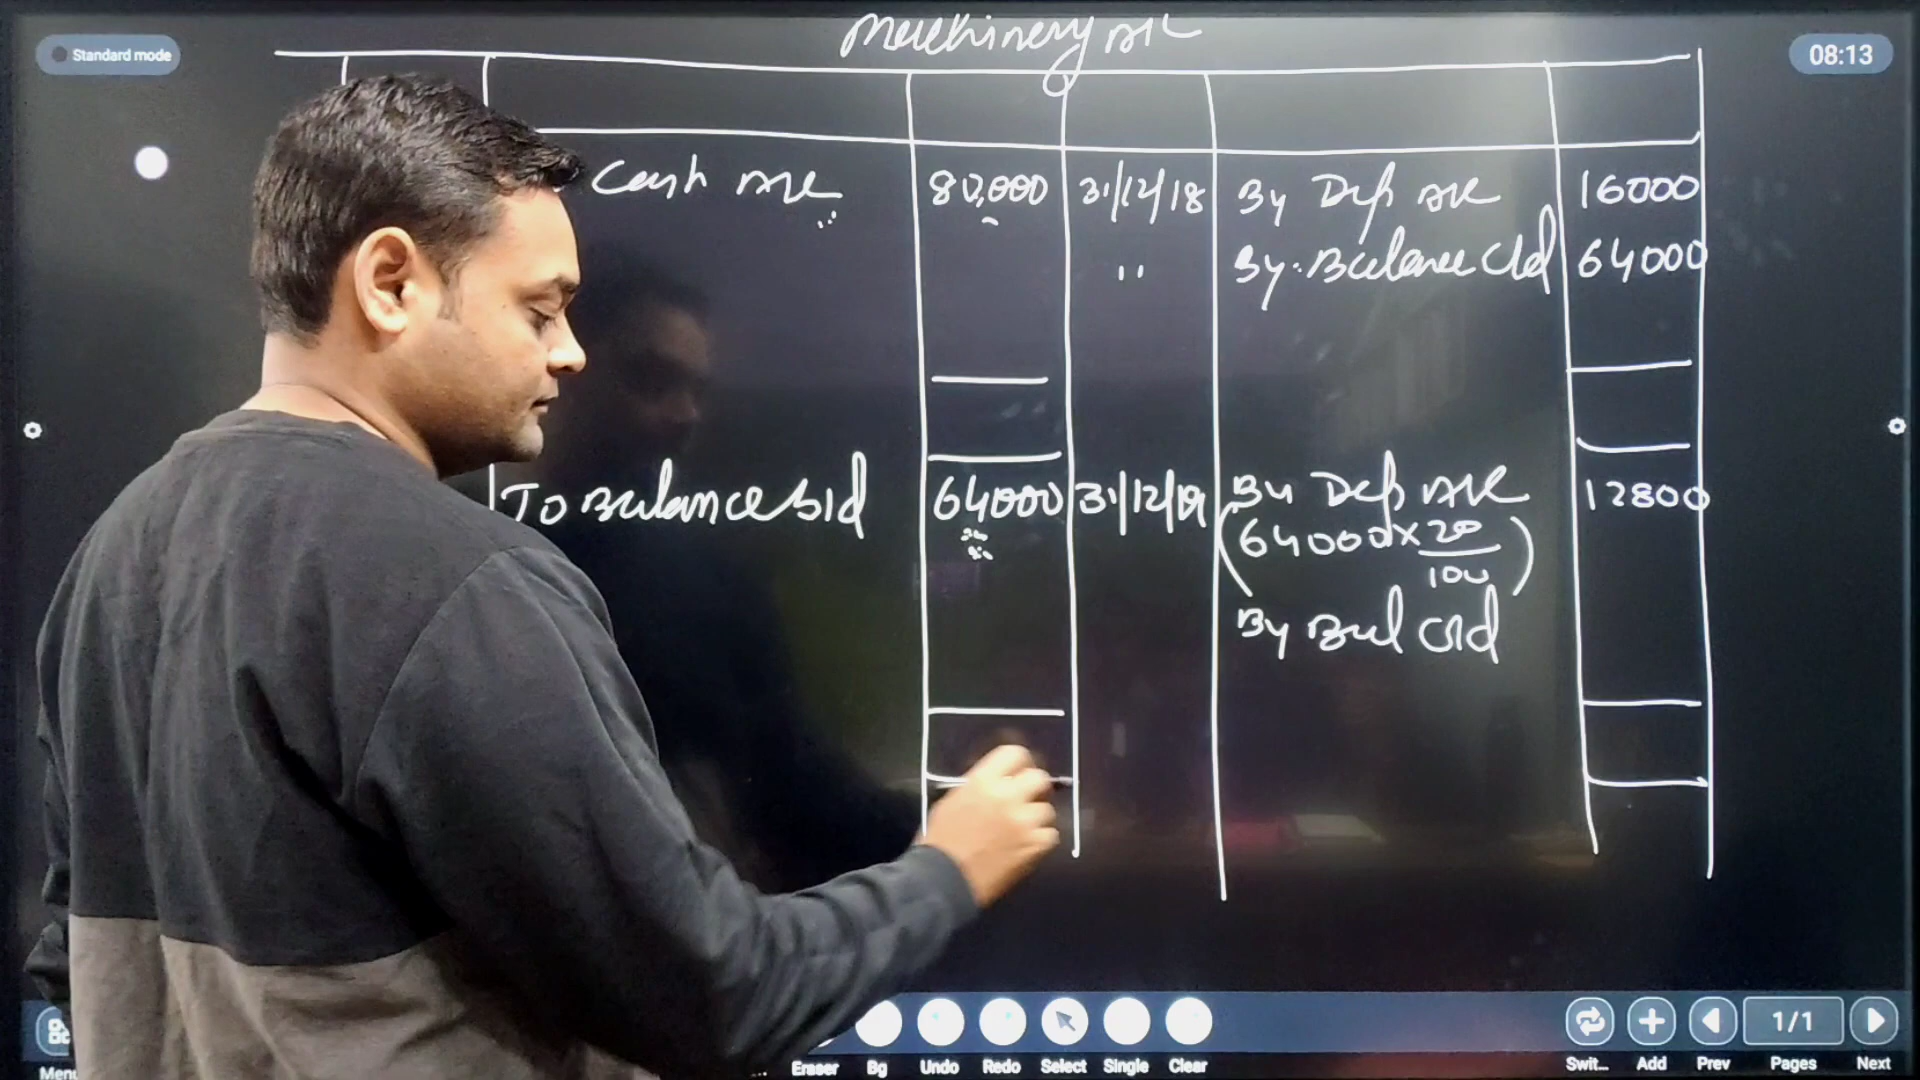 Standard mode
Machinery A/c
08:13
Cash A/c 80,000 31/12/18 By Dep A/c 16000
" By Balance c/d 64000
To Balance b/d 64000 31/12/19 By Dep A/c 12800
(64000 x 20/100)
By Bal c/d
Menu
... Eraser Bg Undo Redo Select Single Clear Swit... Add Prev Pages Next
1/1